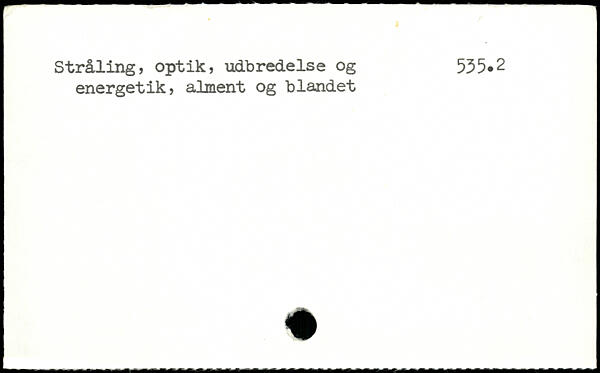 Stråling, optik, udbredelse og 535.2
energetik, alment og blandet